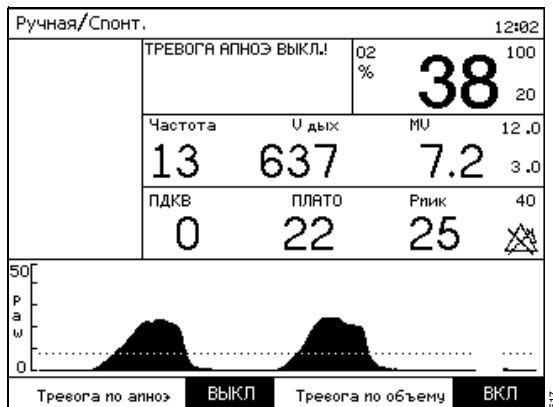 Ручная/Спонт. 12:02
ТРЕВОГА АПНОЭ ВЫКЛ.!
O2 % 38 100 20
Частота V дых MV 12.0
13 637 7.2 3.0
ПДКВ ПЛАТО Pпик 40
0 22 25
50
Paw
0
Тревога по апноэ ВЫКЛ Тревога по объему ВКЛ